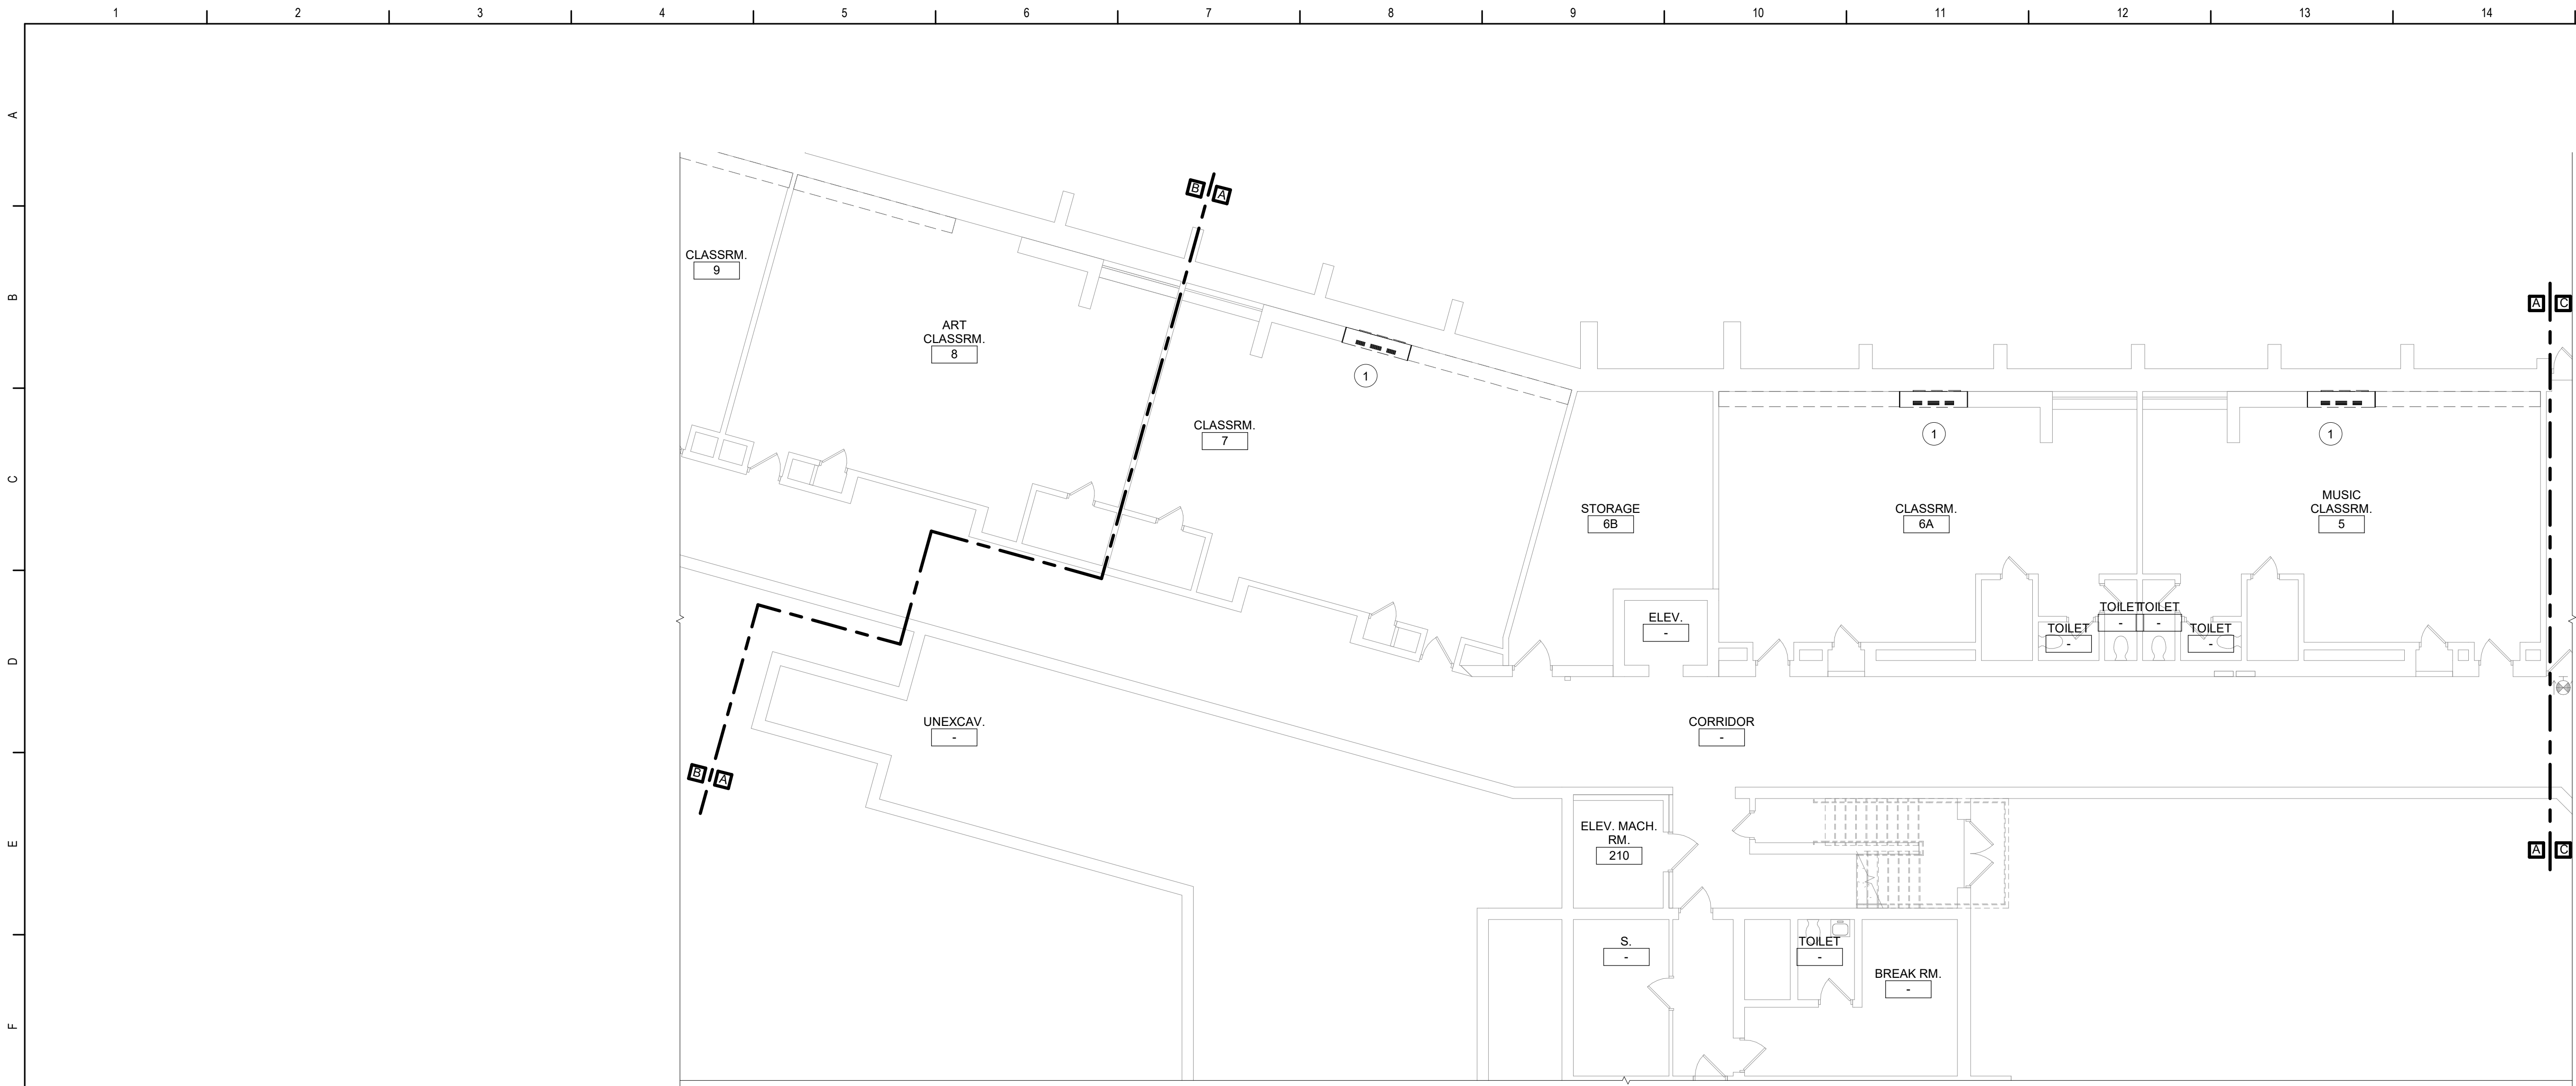 1 2 3 4 5 6 7 8 9 10 11 12 13 14
A
B
C
D
E
F
B A
A C
CLASSRM.
9
ART
CLASSRM.
8
1
CLASSRM.
7
1
1
STORAGE
6B
CLASSRM.
6A
MUSIC
CLASSRM.
5
ELEV.
-
TOILET
-
TOILET
-
TOILET
-
TOILET
-
UNEXCAV.
-
CORRIDOR
-
B A
ELEV. MACH.
RM.
210
A C
S.
-
TOILET
-
BREAK RM.
-